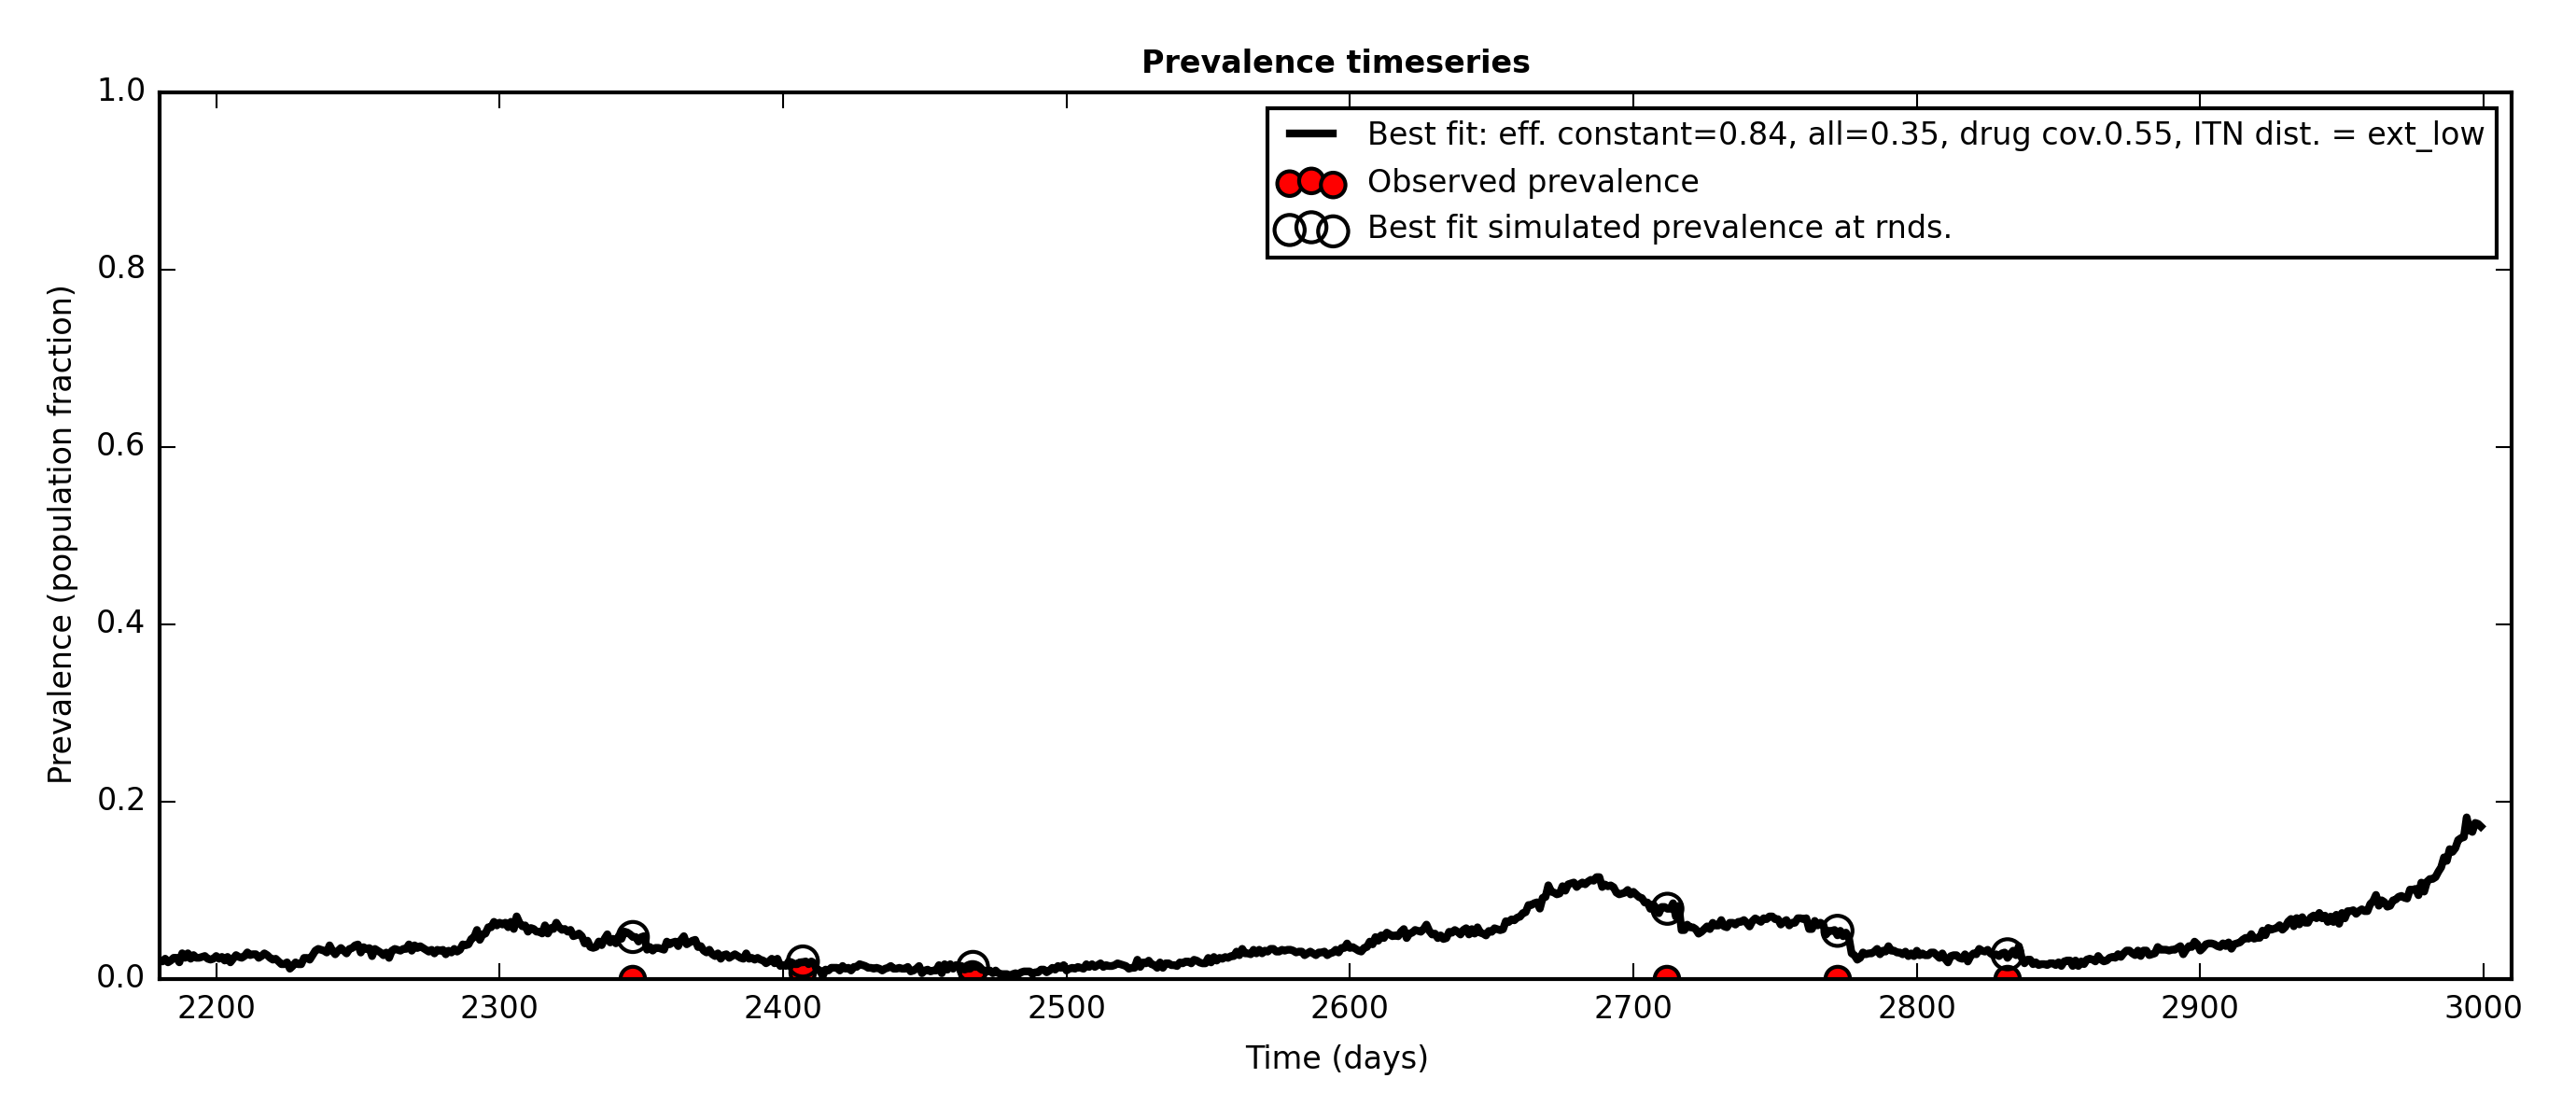 Prevalence timeseries
1.0
0.8
0.6
0.4
0.2
0.0
Prevalence (population fraction)
Best fit: eff. constant=0.84, all=0.35, drug cov.0.55, ITN dist. = ext_low
Observed prevalence
Best fit simulated prevalence at rnds.
2200 2300 2400 2500 2600 2700 2800 2900 3000
Time (days)